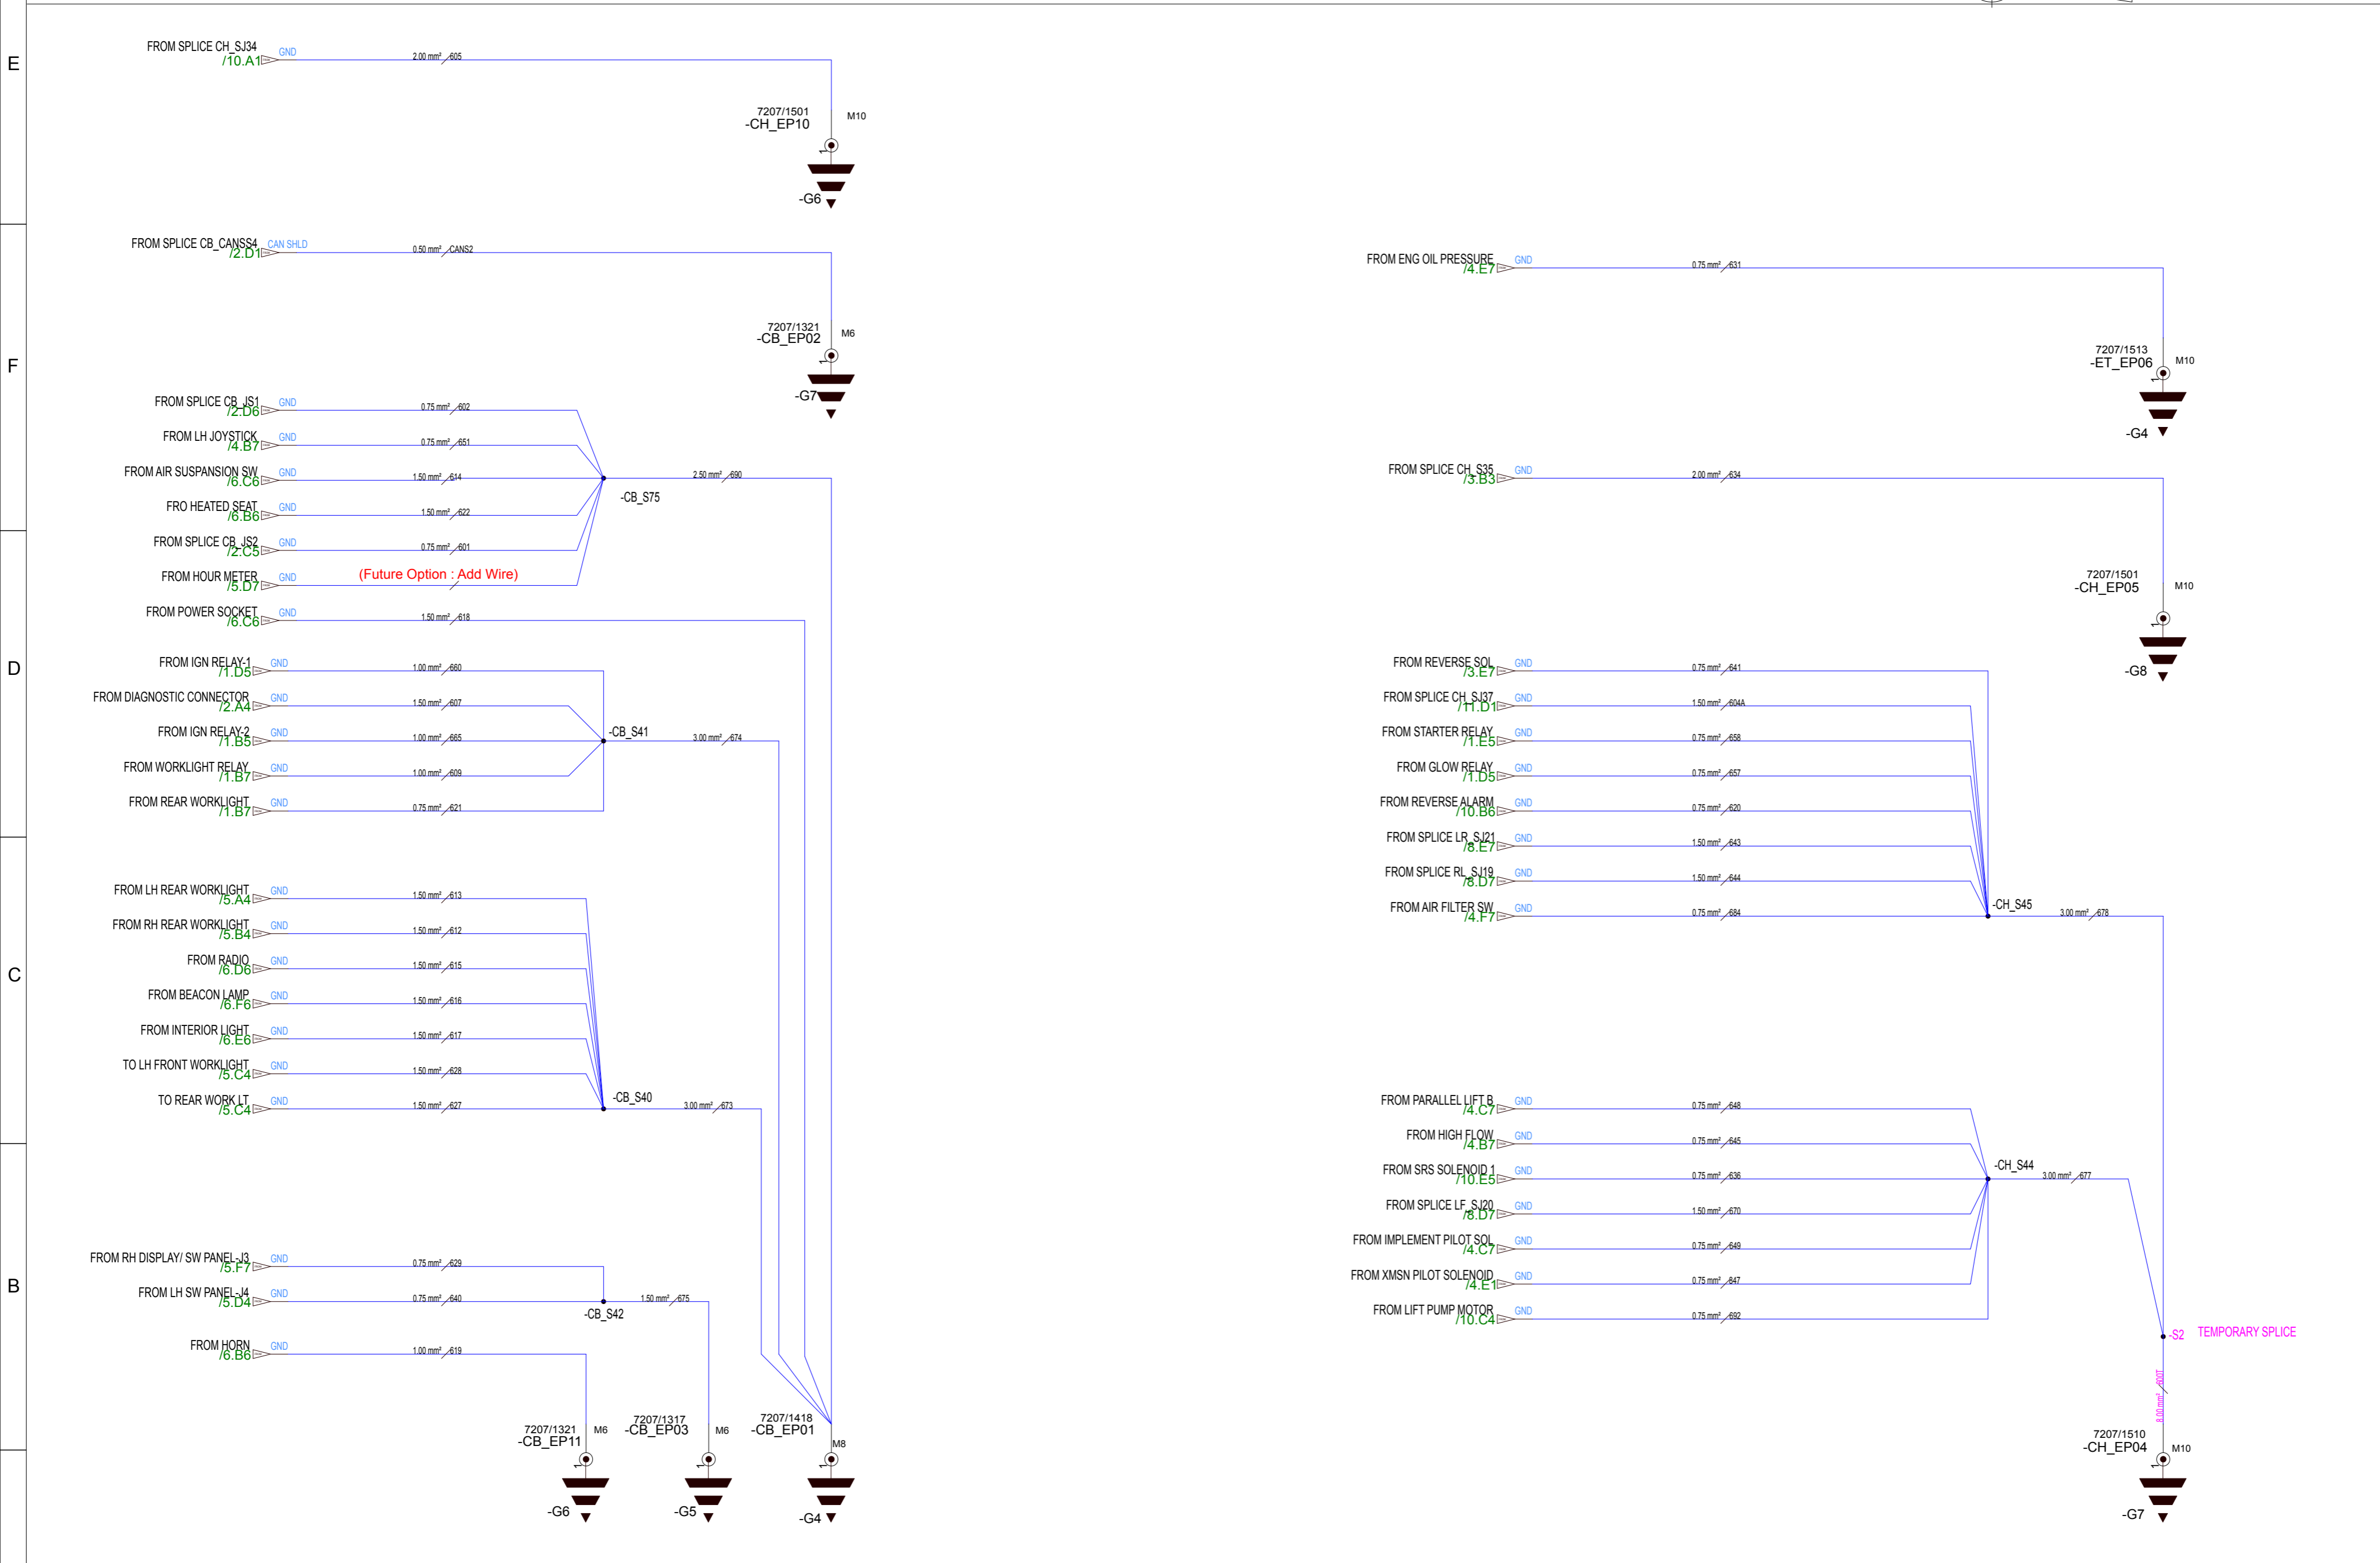 E
FROM SPLICE CH_SJ34
GND
/10.A1
2.00 mm² 605
7207/1501
-CH_EP10
M10
1
-G6
F
FROM SPLICE CB_CANSS4
CAN SHLD
/2.D1
0.50 mm² CANS2
7207/1321
-CB_EP02
M6
1
-G7
FROM SPLICE CB_JS1
GND
/2.D6
0.75 mm² 602
FROM LH JOYSTICK
GND
/4.B7
0.75 mm² 651
FROM AIR SUSPANSION SW
GND
/6.C6
1.50 mm² 614
FRO HEATED SEAT
GND
/6.B6
1.50 mm² 622
FROM SPLICE CB_JS2
GND
/2.C5
0.75 mm² 601
FROM HOUR METER
GND
/5.D7
(Future Option : Add Wire)
-CB_S75
2.50 mm² 690
FROM POWER SOCKET
GND
/6.C6
1.50 mm² 618
D
FROM IGN RELAY-1
GND
/1.D5
1.00 mm² 660
FROM DIAGNOSTIC CONNECTOR
GND
/2.A4
1.50 mm² 607
FROM IGN RELAY-2
GND
/1.B5
1.00 mm² 665
FROM WORKLIGHT RELAY
GND
/1.B7
1.00 mm² 609
FROM REAR WORKLIGHT
GND
/1.B7
0.75 mm² 621
-CB_S41
3.00 mm² 674
C
FROM LH REAR WORKLIGHT
GND
/5.A4
1.50 mm² 613
FROM RH REAR WORKLIGHT
GND
/5.B4
1.50 mm² 612
FROM RADIO
GND
/6.D6
1.50 mm² 615
FROM BEACON LAMP
GND
/6.F6
1.50 mm² 616
FROM INTERIOR LIGHT
GND
/6.E6
1.50 mm² 617
TO LH FRONT WORKLIGHT
GND
/5.C4
1.50 mm² 628
TO REAR WORK LT
GND
/5.C4
1.50 mm² 627
-CB_S40
3.00 mm² 673
B
FROM RH DISPLAY/ SW PANEL-J3
GND
/5.F7
0.75 mm² 629
FROM LH SW PANEL-J4
GND
/5.D4
0.75 mm² 640
-CB_S42
1.50 mm² 675
FROM HORN
GND
/6.B6
1.00 mm² 619
7207/1321
-CB_EP11
M6
1
-G6
7207/1317
-CB_EP03
M6
1
-G5
7207/1418
-CB_EP01
M8
1
-G4
FROM ENG OIL PRESSURE
GND
/4.E7
0.75 mm² 631
7207/1513
-ET_EP06
M10
1
-G4
FROM SPLICE CH_S35
GND
/3.B3
2.00 mm² 634
7207/1501
-CH_EP05
M10
1
-G8
FROM REVERSE SOL
GND
/3.E7
0.75 mm² 641
FROM SPLICE CH_SJ37
GND
/11.D1
1.50 mm² 604A
FROM STARTER RELAY
GND
/1.E5
0.75 mm² 658
FROM GLOW RELAY
GND
/1.D5
0.75 mm² 657
FROM REVERSE ALARM
GND
/10.B6
0.75 mm² 620
FROM SPLICE LR_SJ21
GND
/8.E7
1.50 mm² 643
FROM SPLICE RL_SJ19
GND
/8.D7
1.50 mm² 644
FROM AIR FILTER SW
GND
/4.F7
0.75 mm² 684
-CH_S45
3.00 mm² 678
FROM PARALLEL LIFT B
GND
/4.C7
0.75 mm² 648
FROM HIGH FLOW
GND
/4.B7
0.75 mm² 645
FROM SRS SOLENOID 1
GND
/10.E5
0.75 mm² 636
FROM SPLICE LF_SJ20
GND
/8.D7
1.50 mm² 670
FROM IMPLEMENT PILOT SOL
GND
/4.C7
0.75 mm² 649
FROM XMSN PILOT SOLENOID
GND
/4.E1
0.75 mm² 847
FROM LIFT PUMP MOTOR
GND
/10.C4
0.75 mm² 692
-CH_S44
3.00 mm² 677
-S2 TEMPORARY SPLICE
8.00 mm² 600T
7207/1510
-CH_EP04
M10
1
-G7